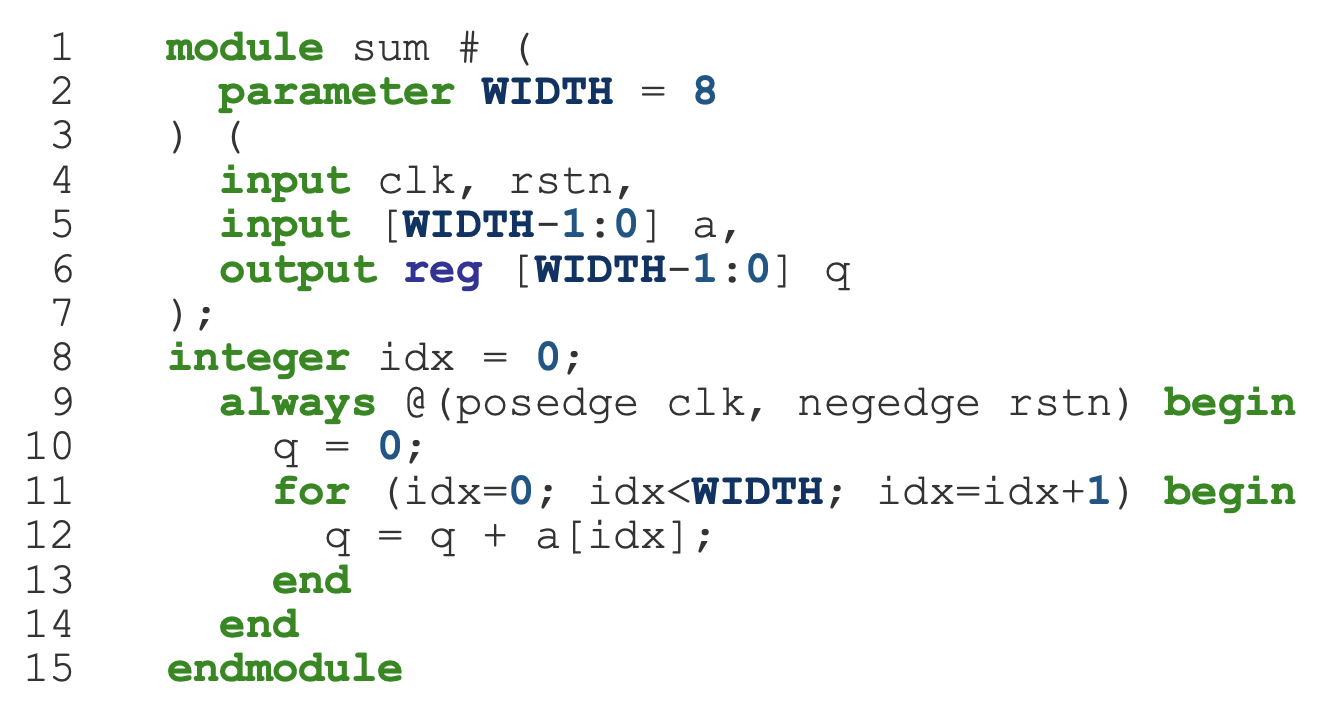 1 module sum # (
2 parameter WIDTH = 8
3 ) (
4 input clk, rstn,
5 input [WIDTH-1:0] a,
6 output reg [WIDTH-1:0] q
7 );
8 integer idx = 0;
9 always @(posedge clk, negedge rstn) begin
10 q = 0;
11 for (idx=0; idx<WIDTH; idx=idx+1) begin
12 q = q + a[idx];
13 end
14 end
15 endmodule